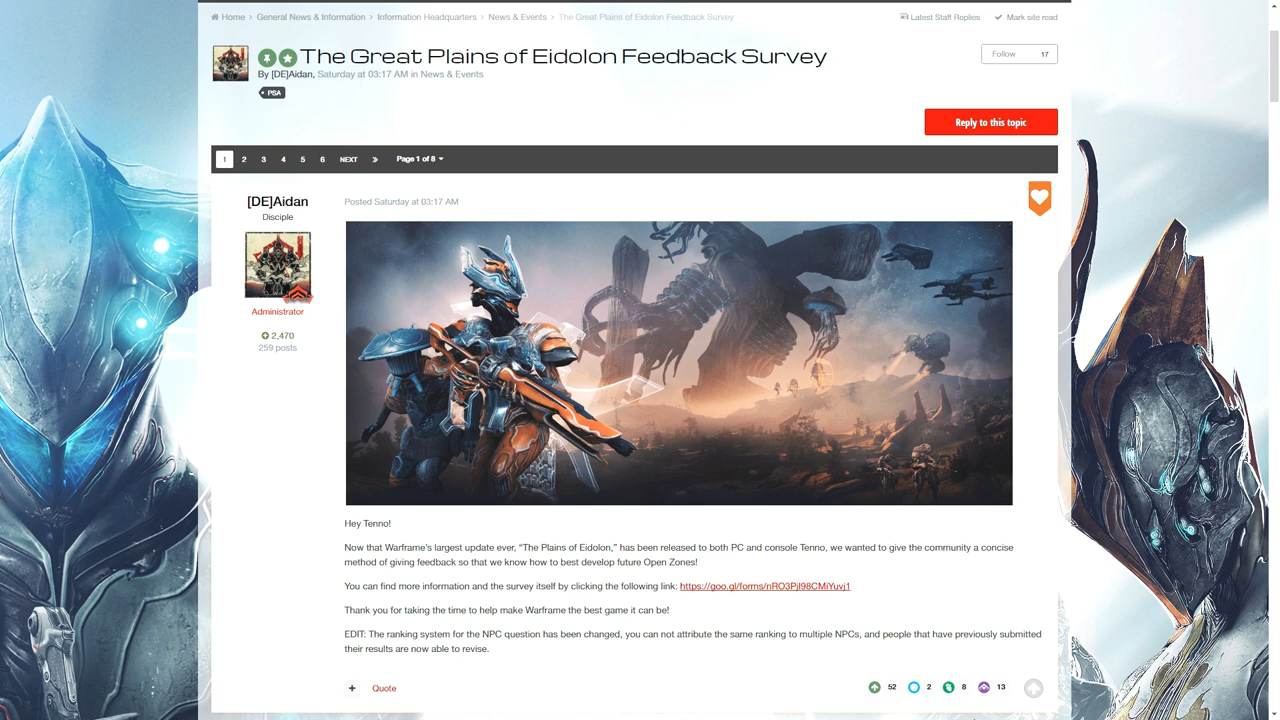 Home > General News & Information > Information Headquarters > News & Events > The Great Plains of Eidolon Feedback Survey
Latest Staff Replies Mark site read
The Great Plains of Eidolon Feedback Survey
Follow 17
By [DE]Aidan, Saturday at 03:17 AM in News & Events
PSA
Reply to this topic
1 2 3 4 5 6 NEXT » Page 1 of 8
[DE]Aidan
Posted Saturday at 03:17 AM
Disciple
Administrator
2,470
259 posts
Hey Tenno!
Now that Warframe's largest update ever, “The Plains of Eidolon,” has been released to both PC and console Tenno, we wanted to give the community a concise
method of giving feedback so that we know how to best develop future Open Zones!
You can find more information and the survey itself by clicking the following link: https://goo.gl/forms/nRO3Pjl98CMiYuvj1
Thank you for taking the time to help make Warframe the best game it can be!
EDIT: The ranking system for the NPC question has been changed, you can not attribute the same ranking to multiple NPCs, and people that have previously submitted
their results are now able to revise.
+ Quote
52 2 8 13